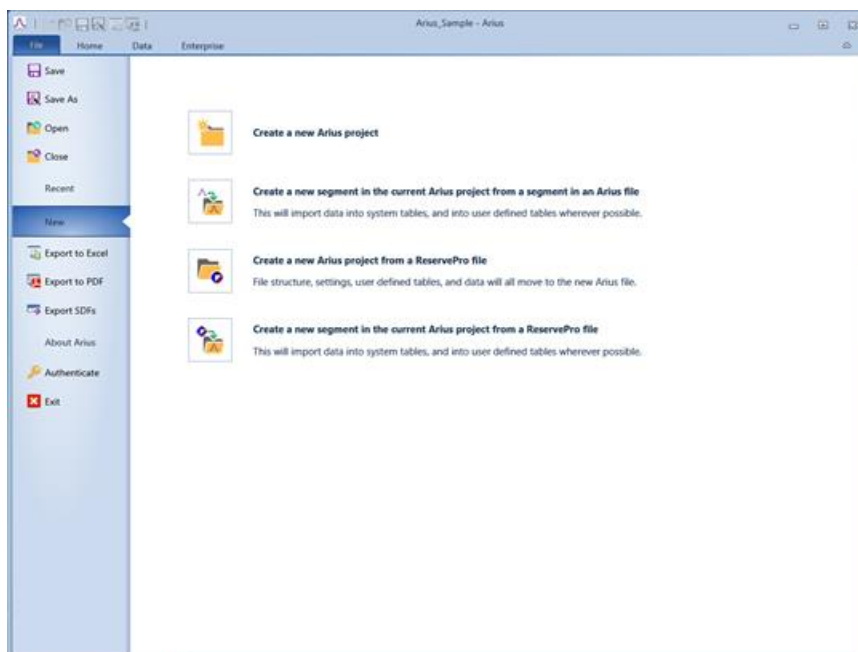 Arius_Sample - Arius
File Home Data Enterprise
Save
Save As
Open
Close
Recent
New
Export to Excel
Export to PDF
Export SDFs
About Arius
Authenticate
Exit
Create a new Arius project
Create a new segment in the current Arius project from a segment in an Arius file
This will import data into system tables, and into user defined tables wherever possible.
Create a new Arius project from a ReservePro file
File structure, settings, user defined tables, and data will all move to the new Arius file.
Create a new segment in the current Arius project from a ReservePro file
This will import data into system tables, and into user defined tables wherever possible.